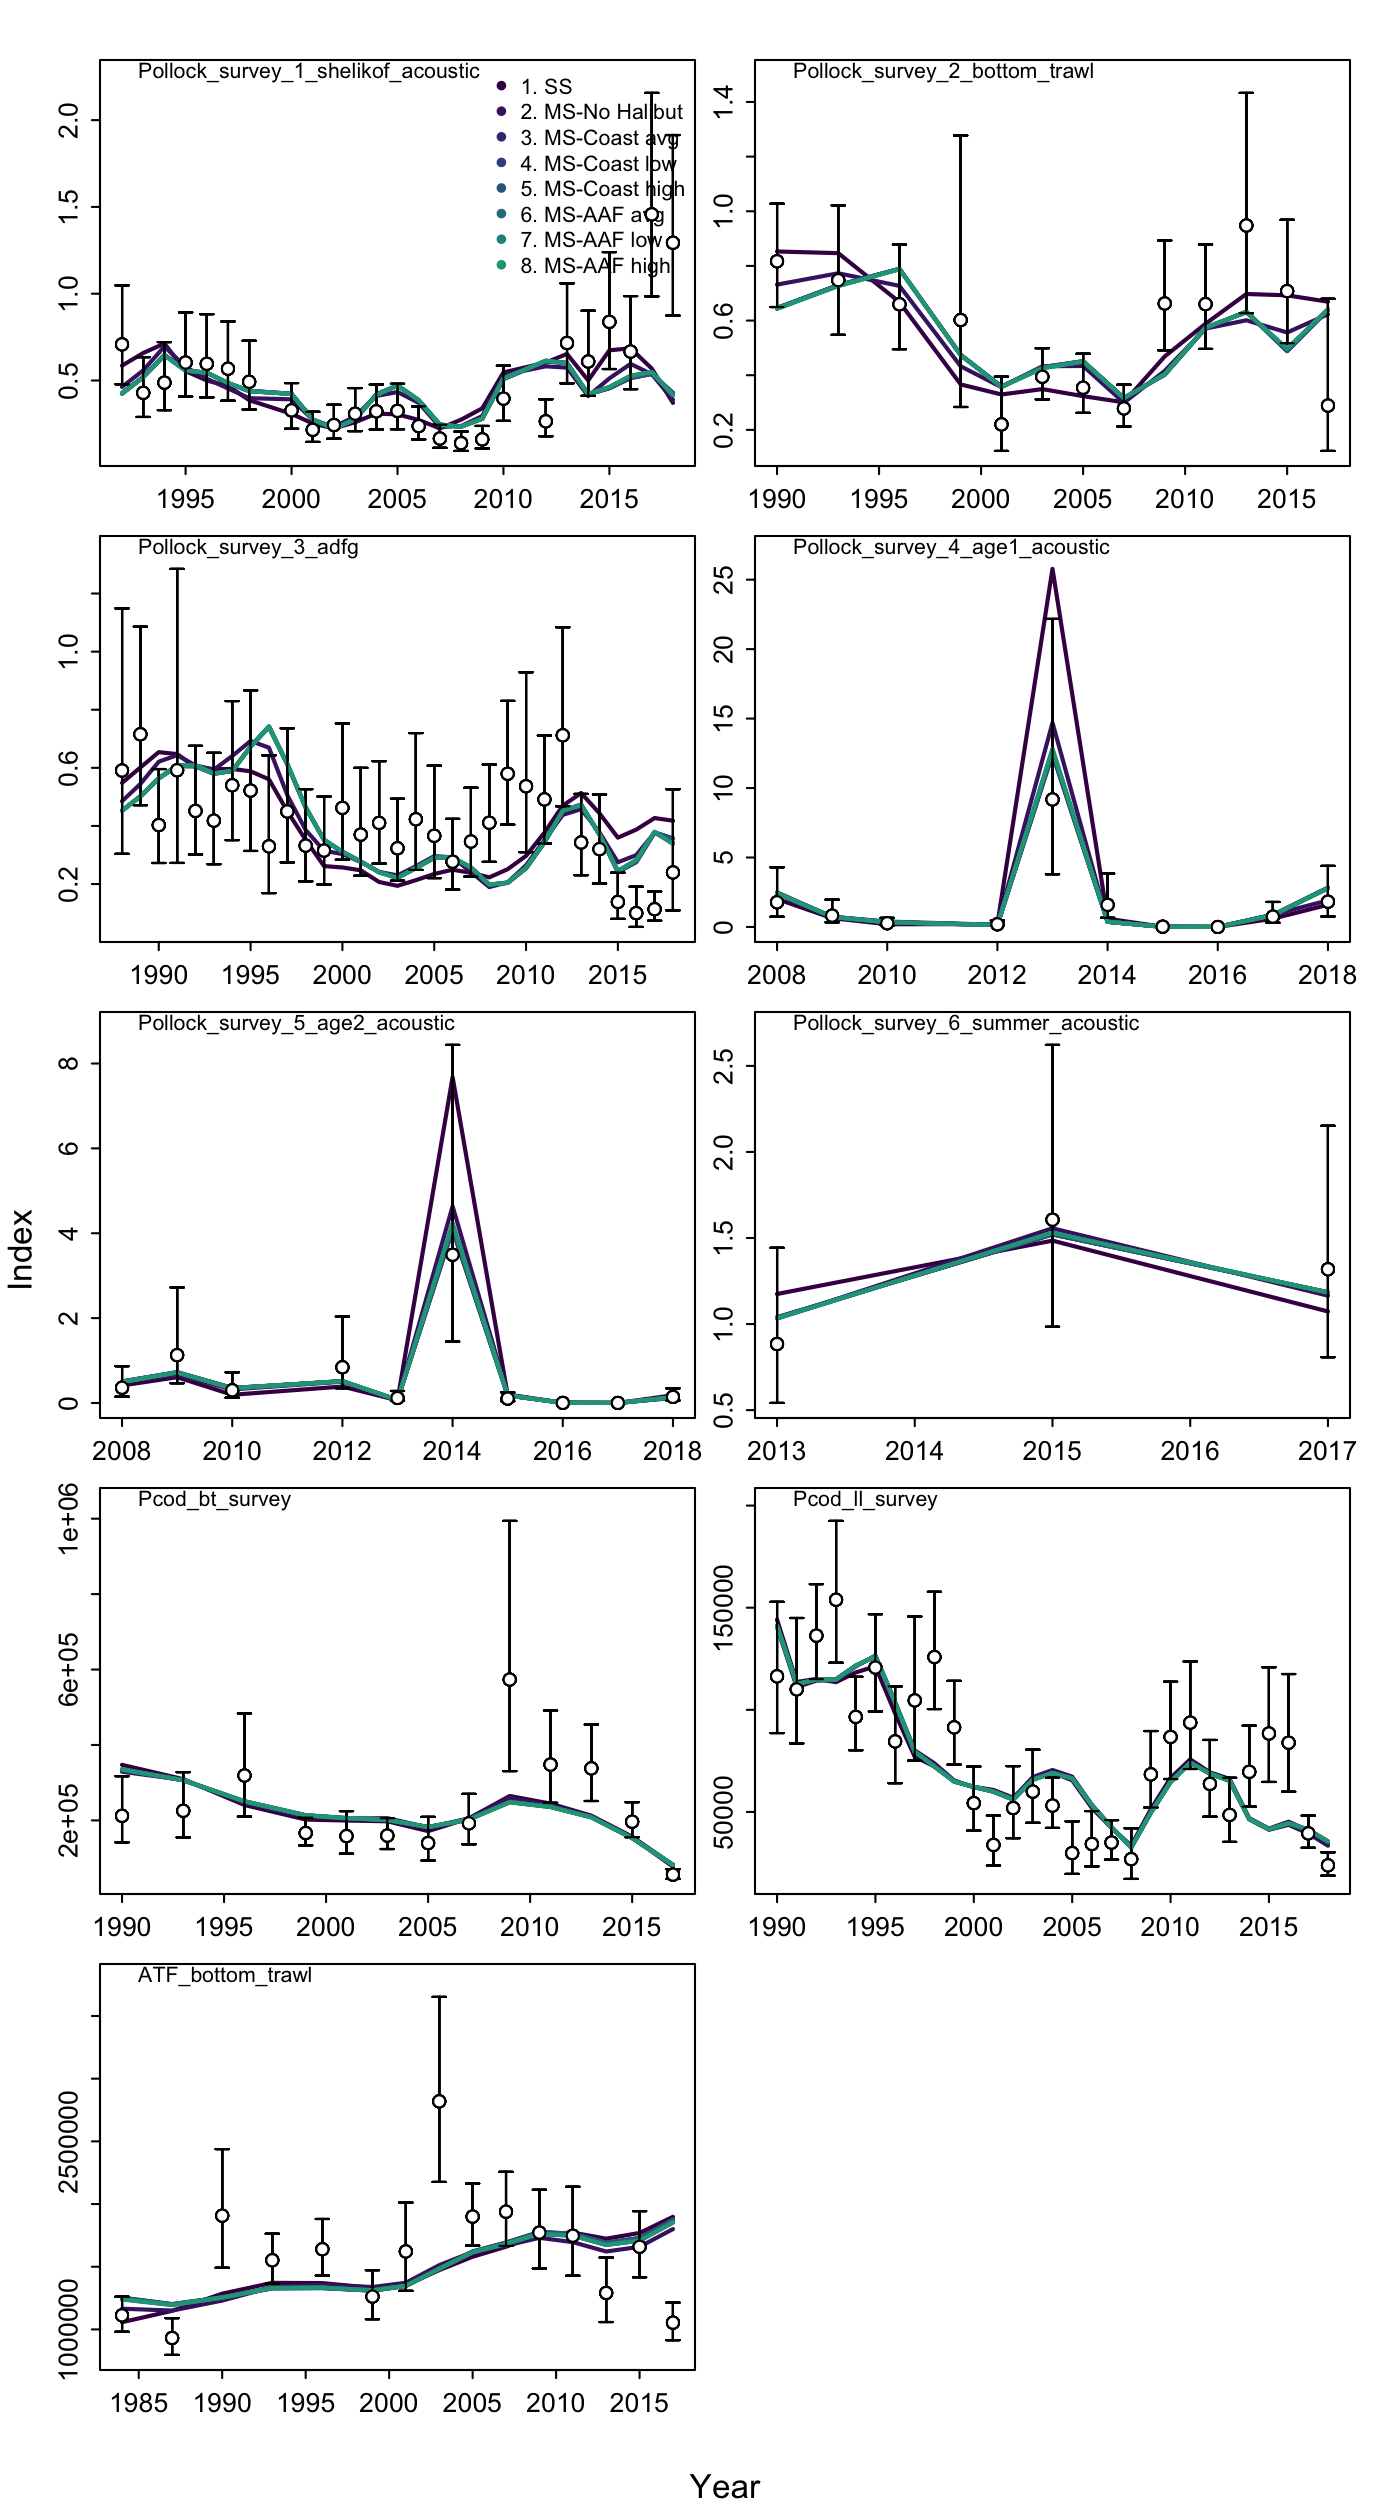 Pollock_survey_1_shelikof_acoustic
1. SS
2. MS-No Halibut
3. MS-Coast avg
4. MS-Coast low
5. MS-Coast high
6. MS-AAF avg
7. MS-AAF low
8. MS-AAF high
2.0
1.5
1.0
0.5
1995 2000 2005 2010 2015
Pollock_survey_2_bottom_trawl
1.4
1.0
0.6
0.2
1990 1995 2000 2005 2010 2015
Pollock_survey_3_adfg
1.0
0.6
0.2
1990 1995 2000 2005 2010 2015
Pollock_survey_4_age1_acoustic
25
20
15
10
5
0
2008 2010 2012 2014 2016 2018
Pollock_survey_5_age2_acoustic
8
6
4
2
0
2008 2010 2012 2014 2016 2018
Pollock_survey_6_summer_acoustic
2.5
2.0
1.5
1.0
0.5
2013 2014 2015 2016 2017
Index
Pcod_bt_survey
1e+06
6e+05
2e+05
1990 1995 2000 2005 2010 2015
Pcod_ll_survey
150000
50000
1990 1995 2000 2005 2010 2015
ATF_bottom_trawl
2500000
1000000
1985 1990 1995 2000 2005 2010 2015
Year